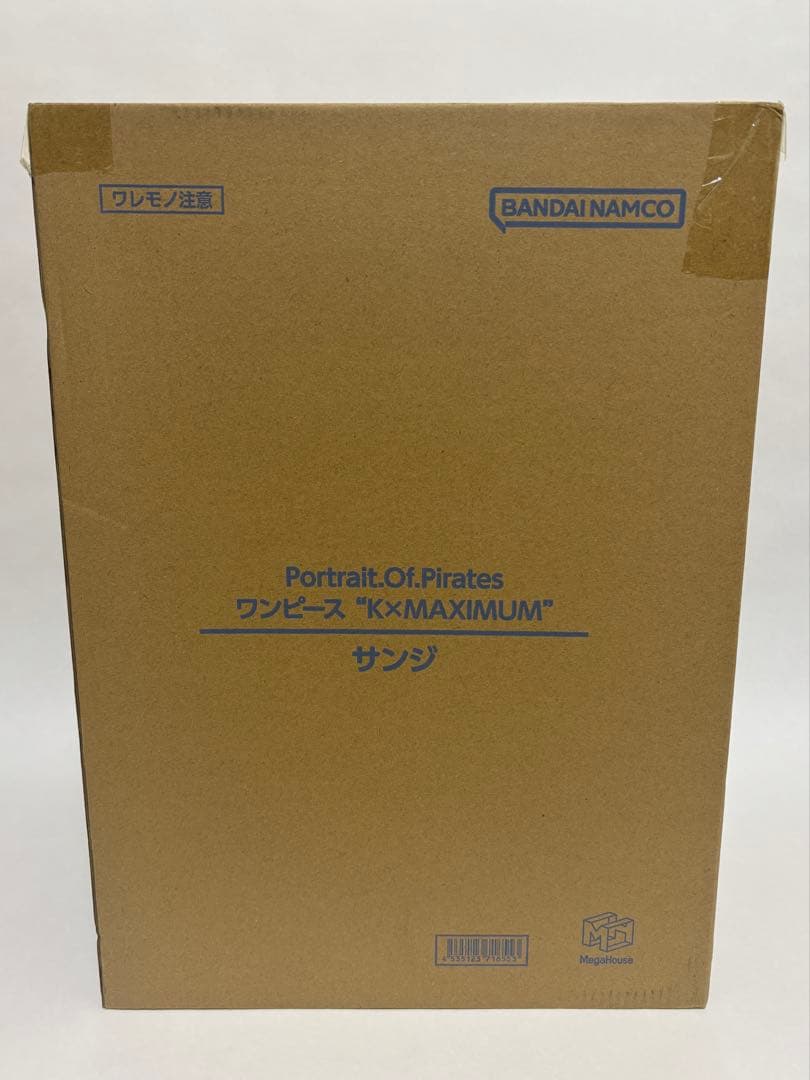 ワレモノ注意
BANDAI NAMCO
Portrait.Of.Pirates
ワンピース “K×MAXIMUM”
サンジ
MegaHouse